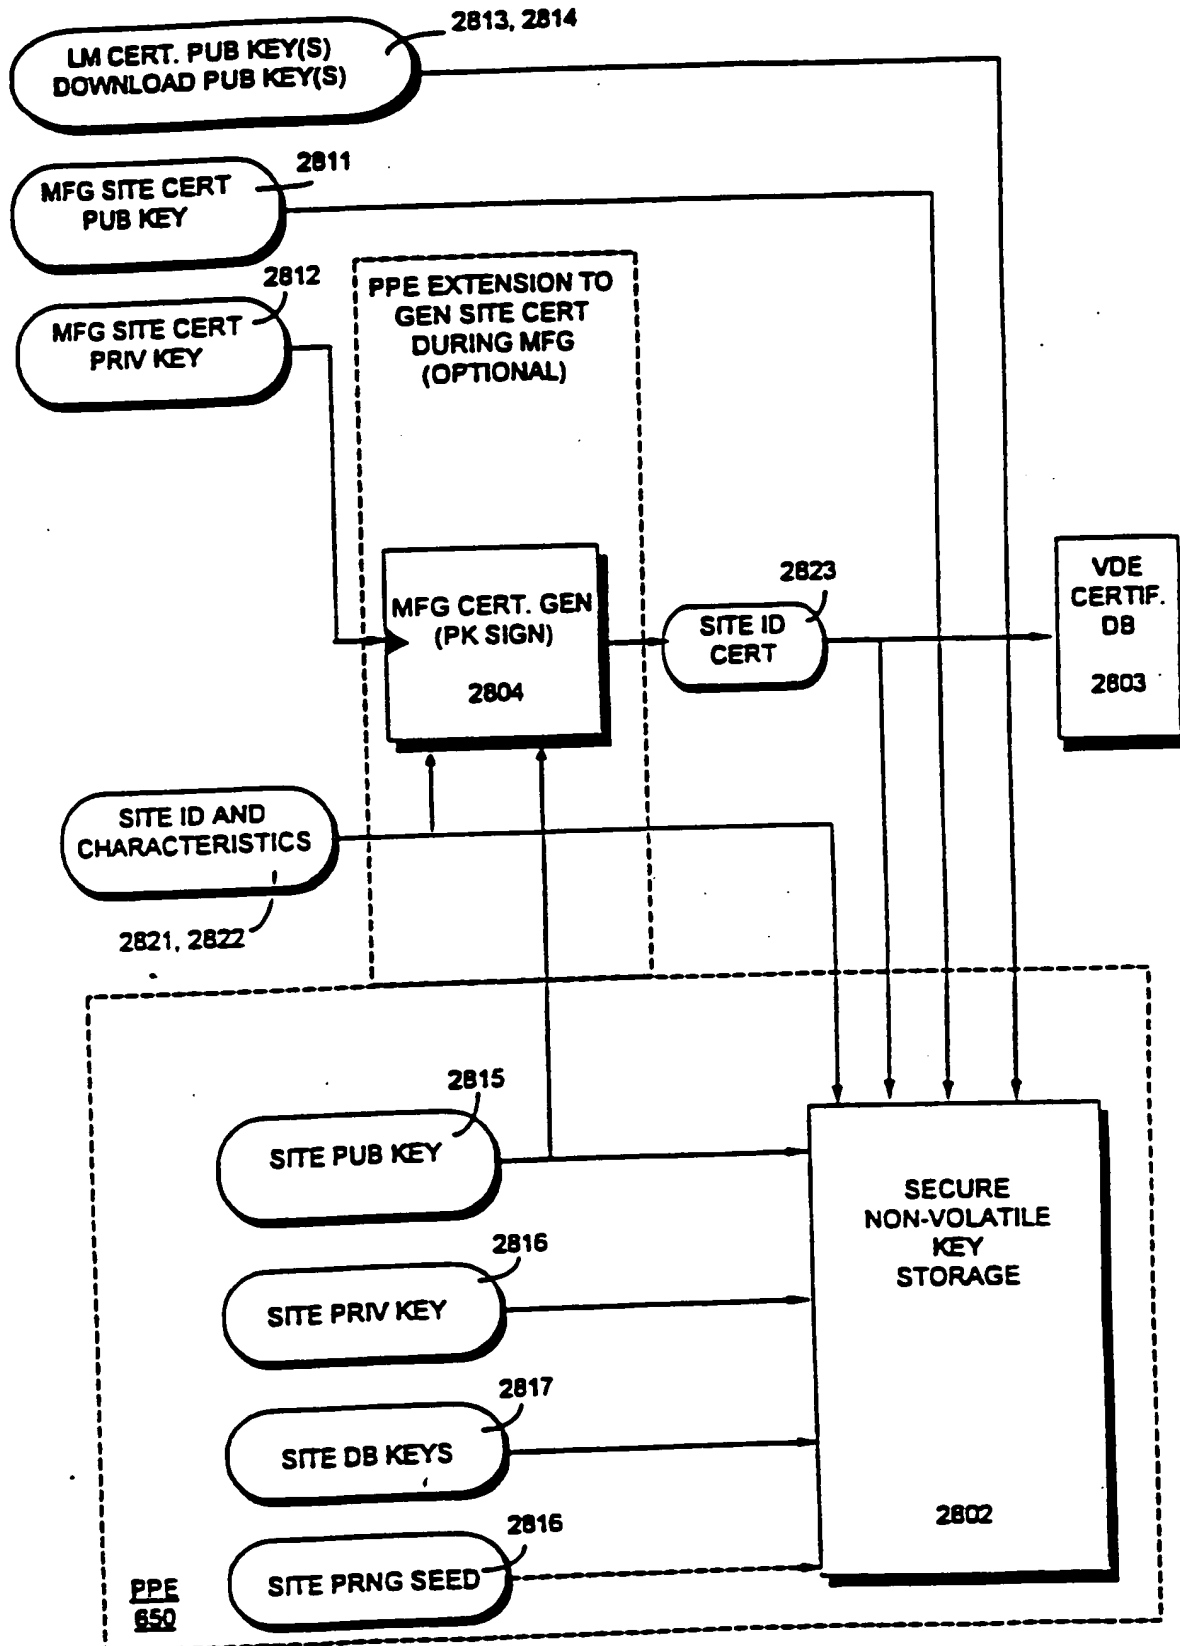 2813, 2814
LM CERT. PUB KEY(S)
DOWNLOAD PUB KEY(S)
2811
MFG SITE CERT
PUB KEY
2812
MFG SITE CERT
PRIV KEY
PPE EXTENSION TO
GEN SITE CERT
DURING MFG
(OPTIONAL)
MFG CERT. GEN
(PK SIGN)
2804
2823
SITE ID
CERT
VDE
CERTIF.
DB
2803
SITE ID AND
CHARACTERISTICS
2821, 2822
2815
SITE PUB KEY
2816
SITE PRIV KEY
2817
SITE DB KEYS
2816
SITE PRNG SEED
SECURE
NON-VOLATILE
KEY
STORAGE
2802
PPE
650